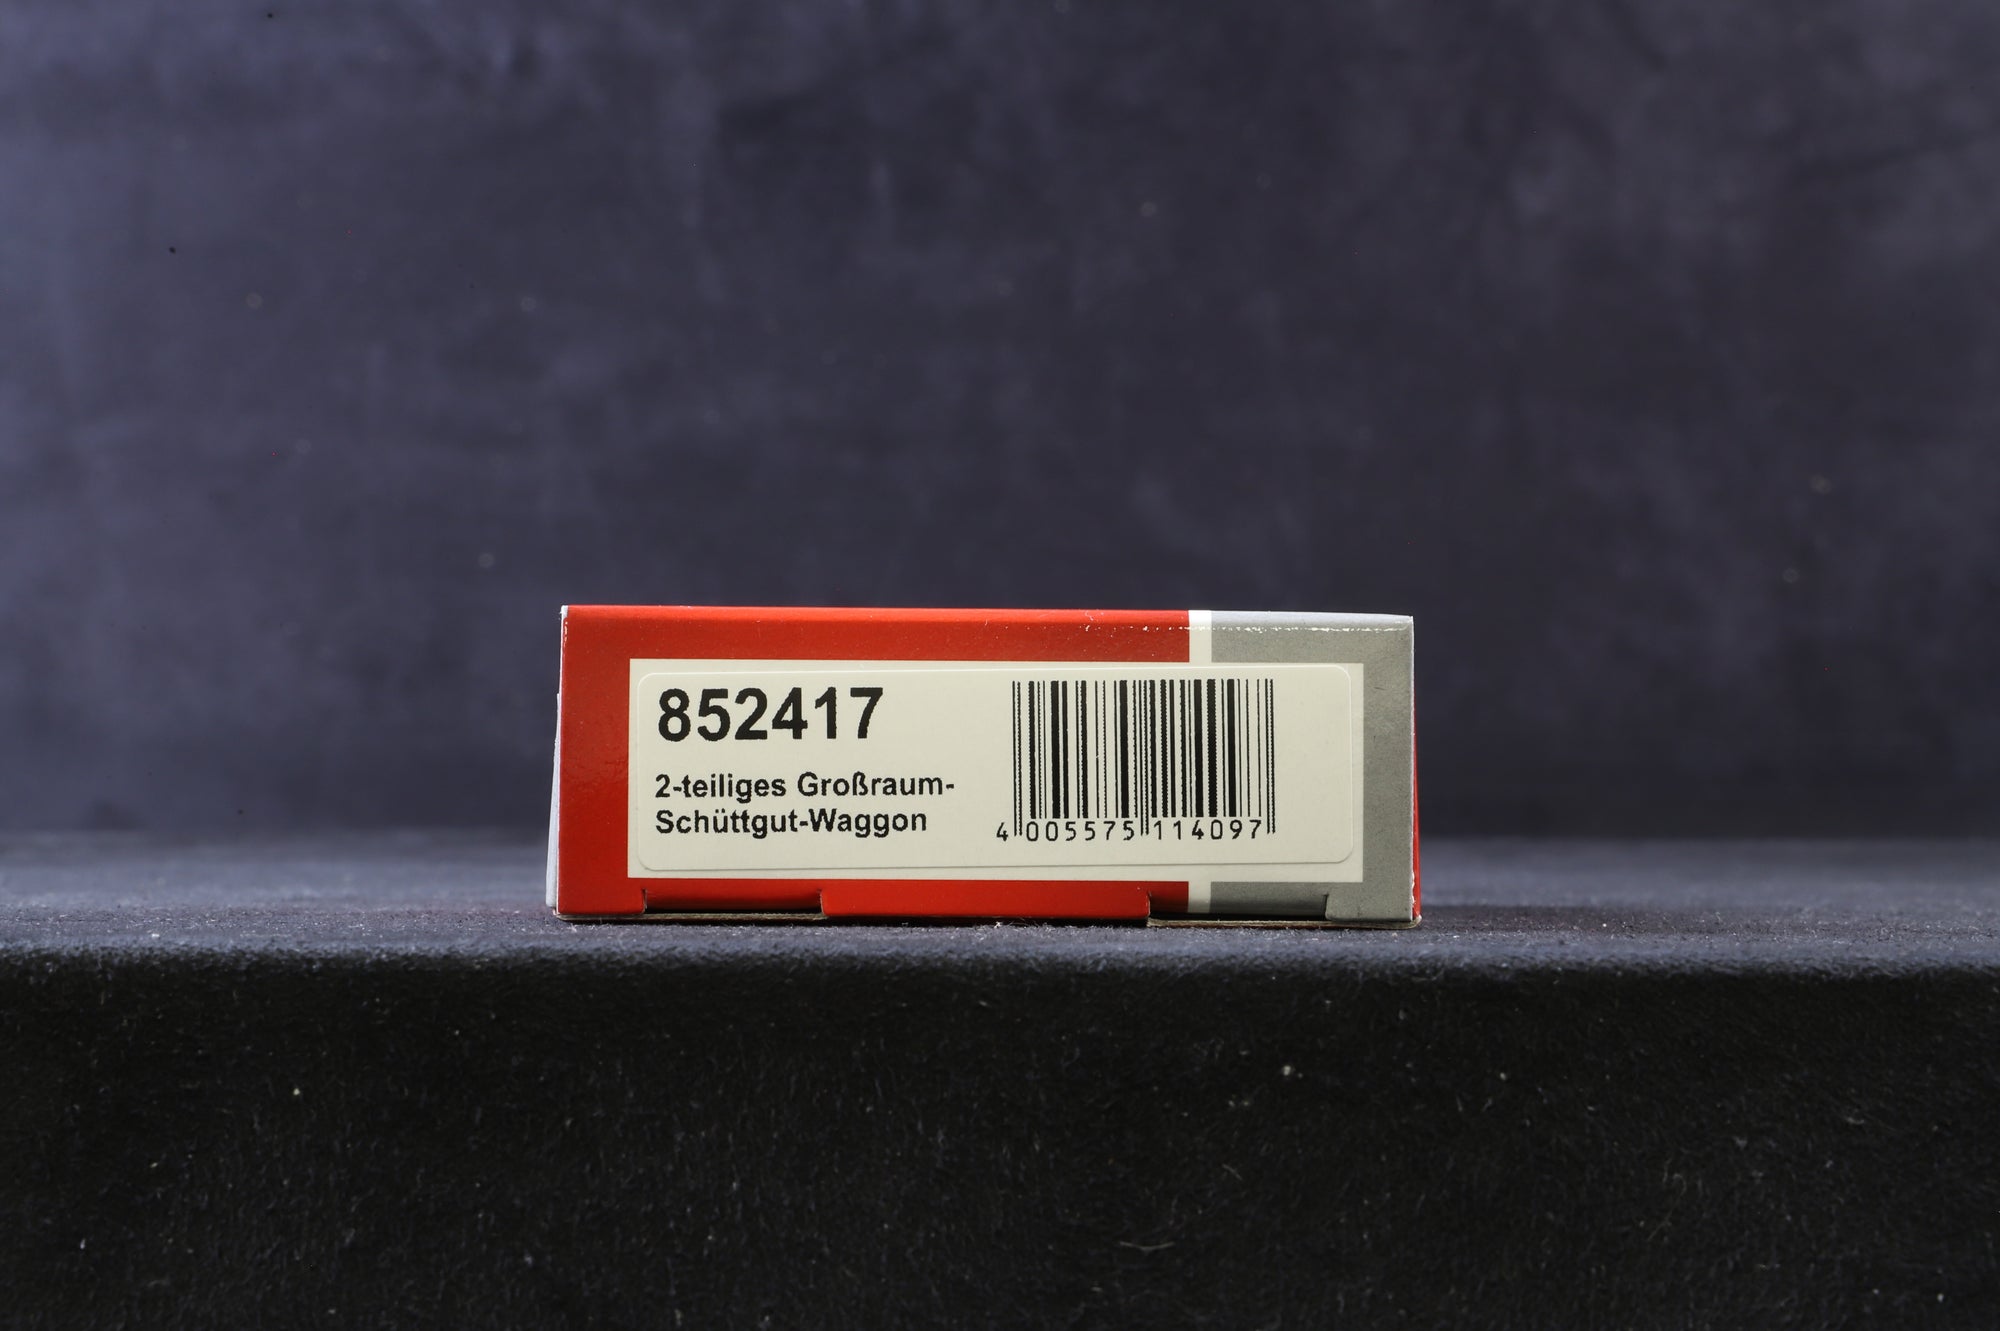 852417
2-teiliges Großraum-
Schüttgut-Waggon
4 005575 114097